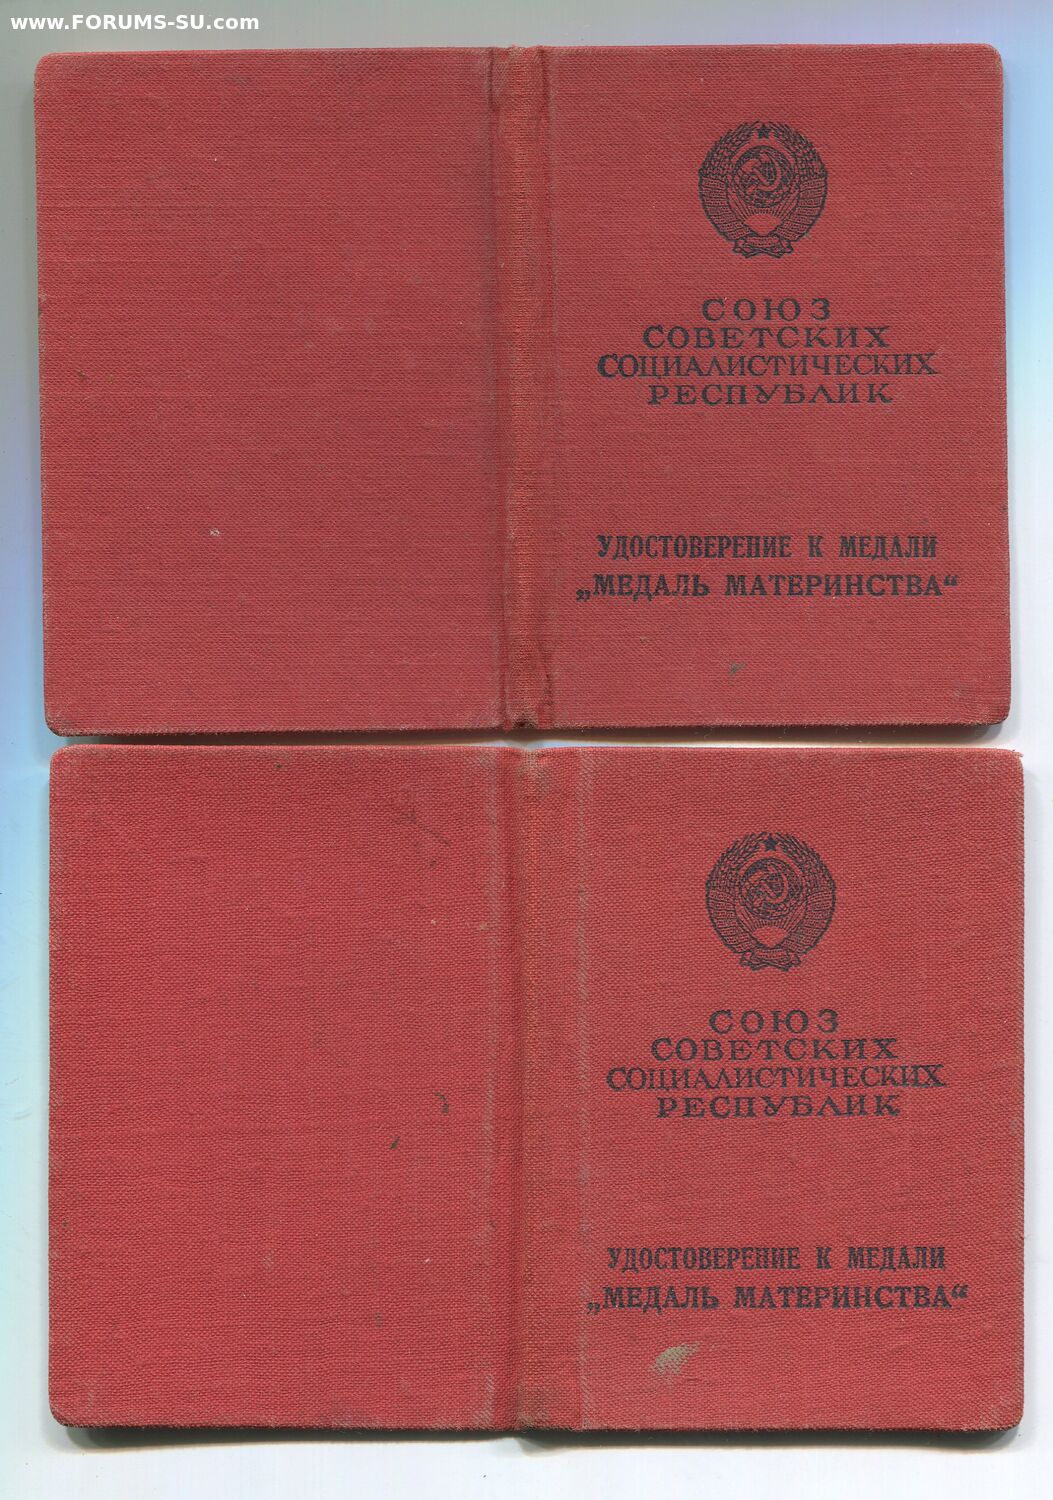 www.FORUMS-SU.com
СОЮЗ
СОВЕТСКИХ
СОЦИАЛИСТИЧЕСКИХ
РЕСПУБЛИК
УДОСТОВЕРЕНИЕ К МЕДАЛИ
„МЕДАЛЬ МАТЕРИНСТВА“
СОЮЗ
СОВЕТСКИХ
СОЦИАЛИСТИЧЕСКИХ
РЕСПУБЛИК
УДОСТОВЕРЕНИЕ К МЕДАЛИ
„МЕДАЛЬ МАТЕРИНСТВА“